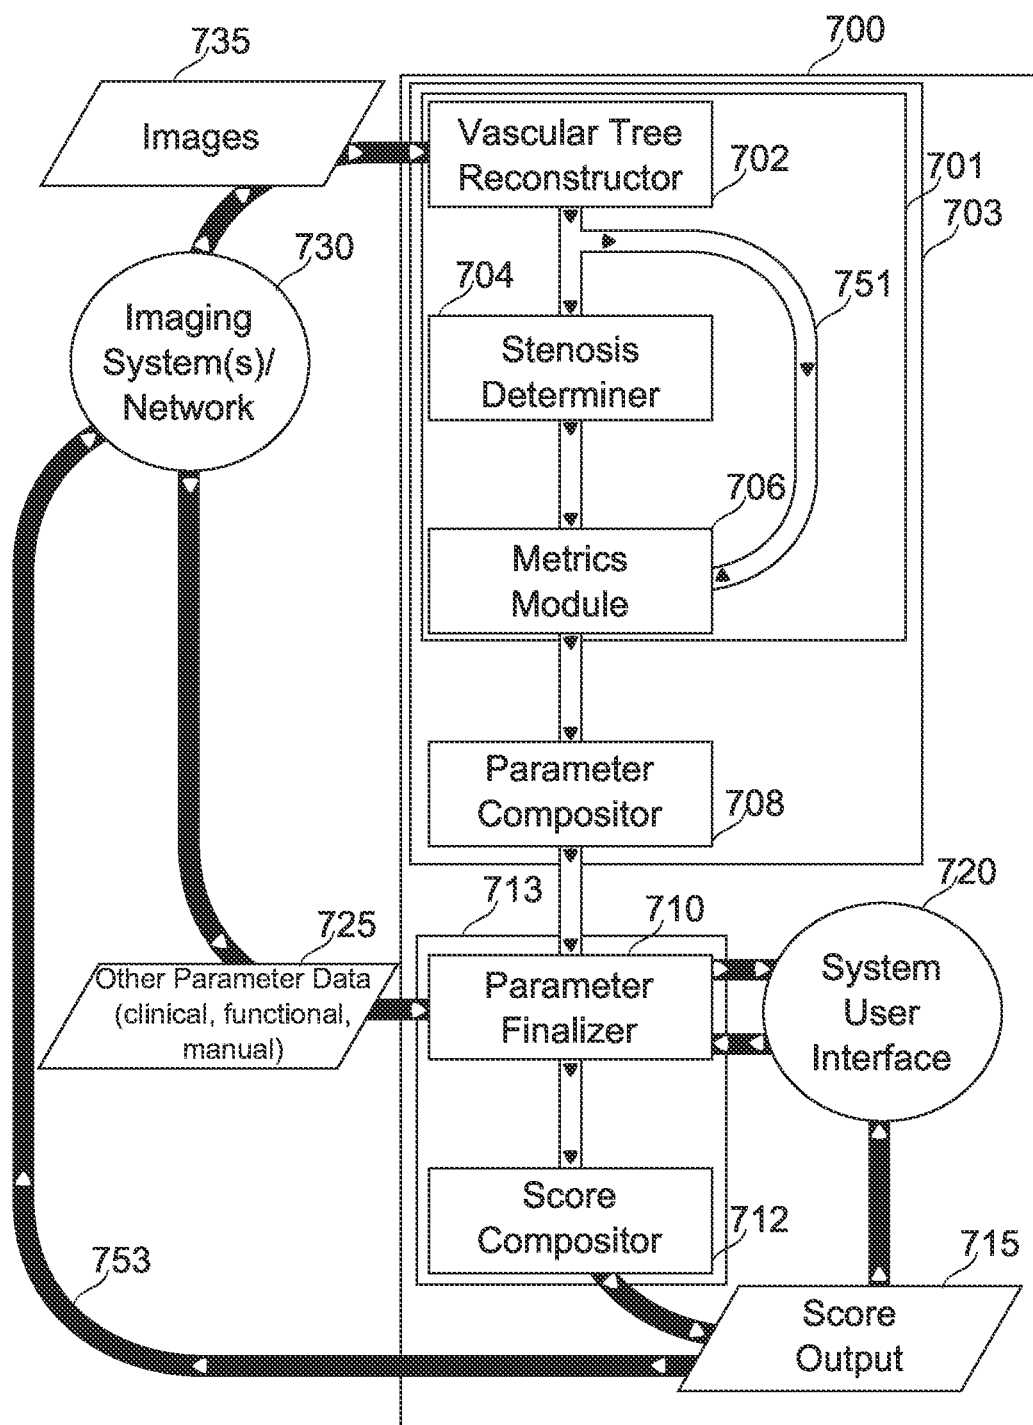 735
700
Images
Vascular Tree
Reconstructor
702
701
703
730
Imaging
System(s)/
Network
704
751
Stenosis
Determiner
706
Metrics
Module
Parameter
Compositor
708
713
710
720
725
Other Parameter Data
(clinical, functional,
manual)
Parameter
Finalizer
System
User
Interface
Score
Compositor
712
753
715
Score
Output